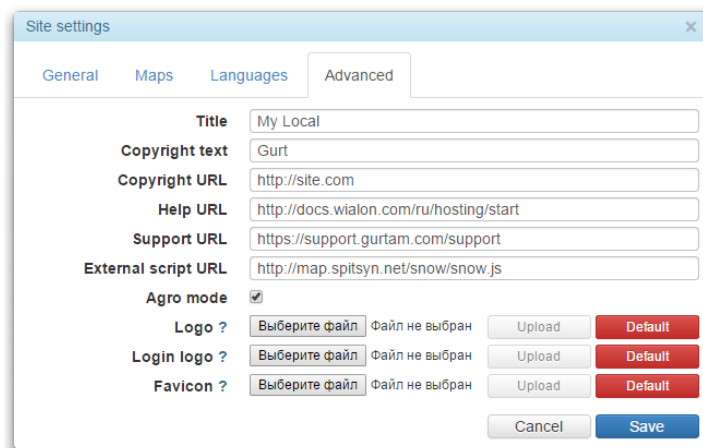 Site settings ×
General Maps Languages Advanced
Title My Local
Copyright text Gurt
Copyright URL http://site.com
Help URL http://docs.wialon.com/ru/hosting/start
Support URL https://support.gurtam.com/support
External script URL http://map.spitsyn.net/snow/snow.js
Agro mode
Logo ? Выберите файл Файл не выбран Upload Default
Login logo ? Выберите файл Файл не выбран Upload Default
Favicon ? Выберите файл Файл не выбран Upload Default
Cancel Save